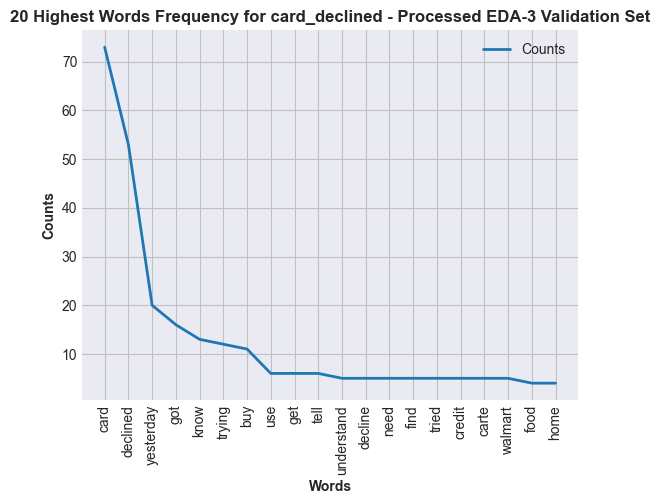 20 Highest Words Frequency for card_declined - Processed EDA-3 Validation Set
Counts
70
60
50
40
30
20
10
Counts
card
declined
yesterday
got
know
trying
buy
use
get
tell
understand
decline
need
find
tried
credit
carte
walmart
food
home
Words